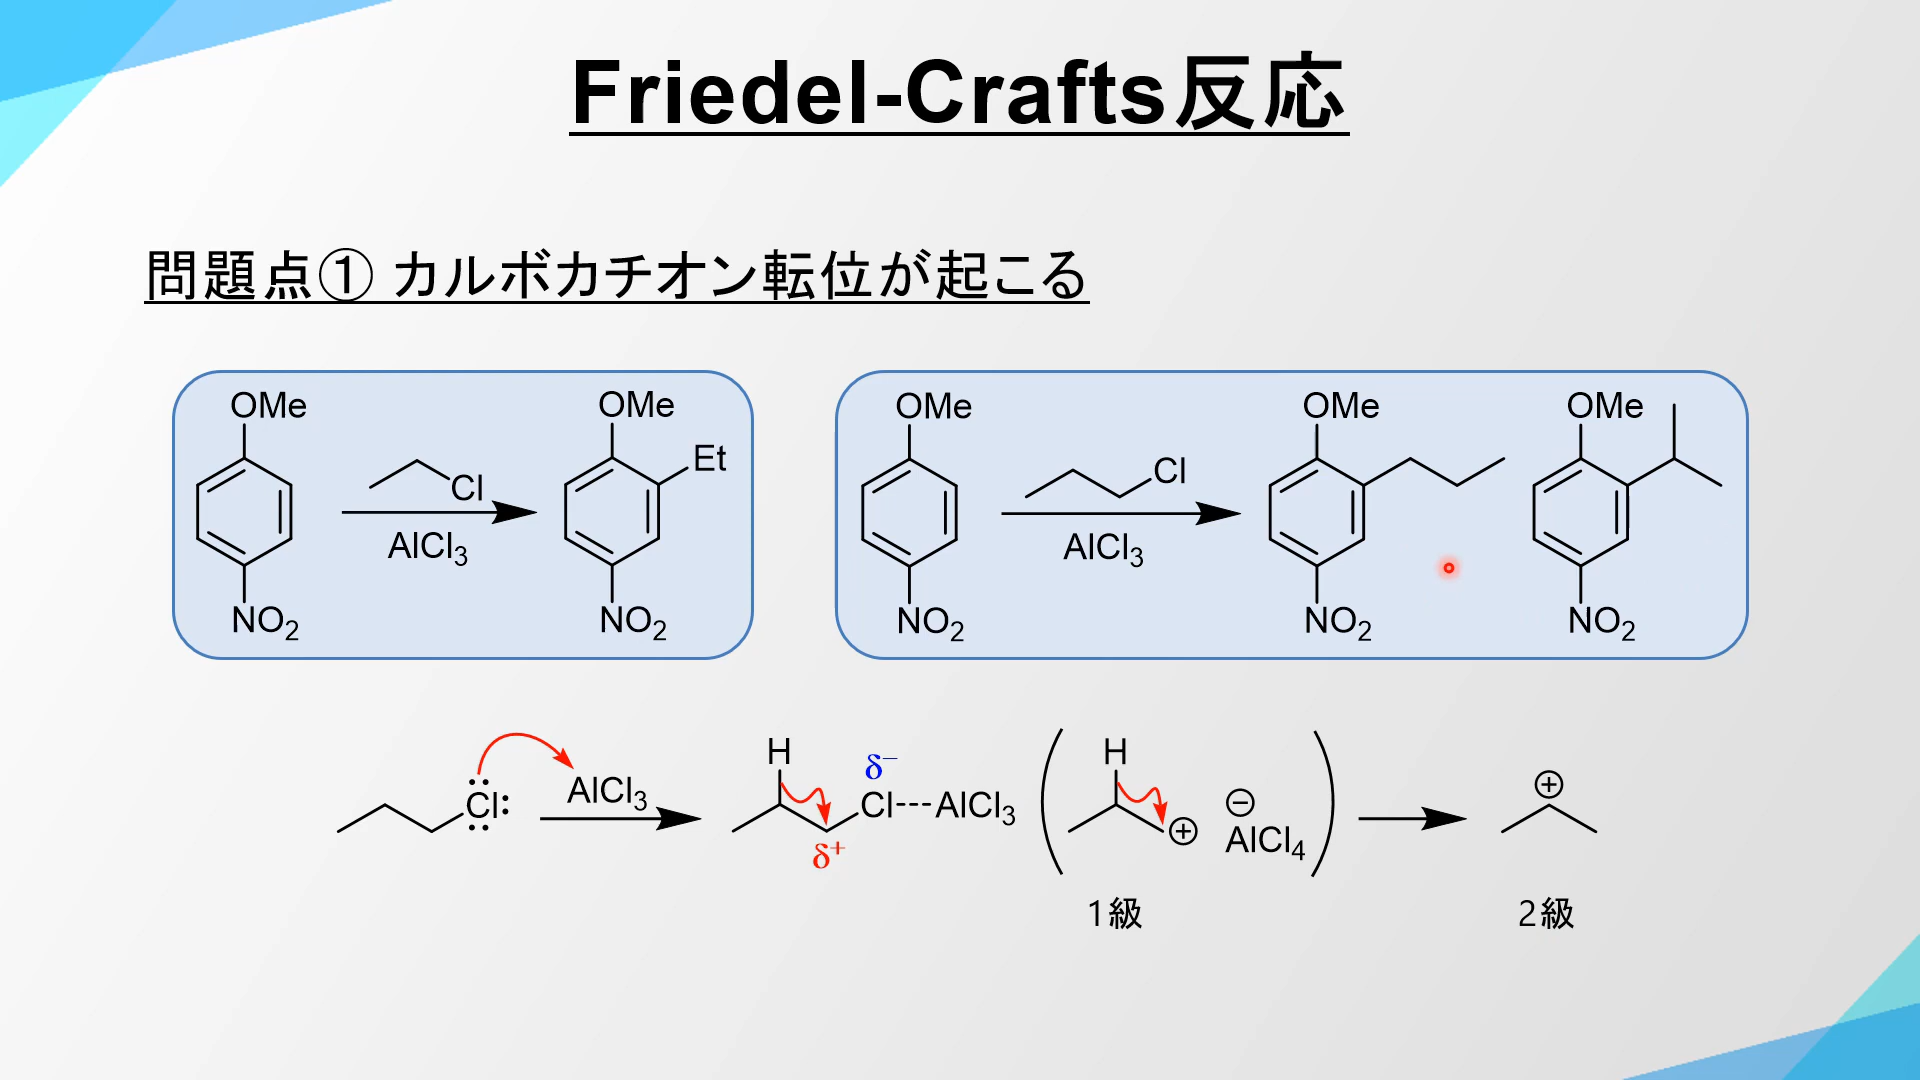 Friedel-Crafts反応
問題点① カルボカチオン転位が起こる
OMe
NO2
Cl
AlCl3
OMe
Et
NO2
OMe
NO2
Cl
AlCl3
OMe
NO2
OMe
NO2
Cl
AlCl3
H
δ−
Cl---AlCl3
δ+
H
⊕
⊖
AlCl4
1級
⊕
2級